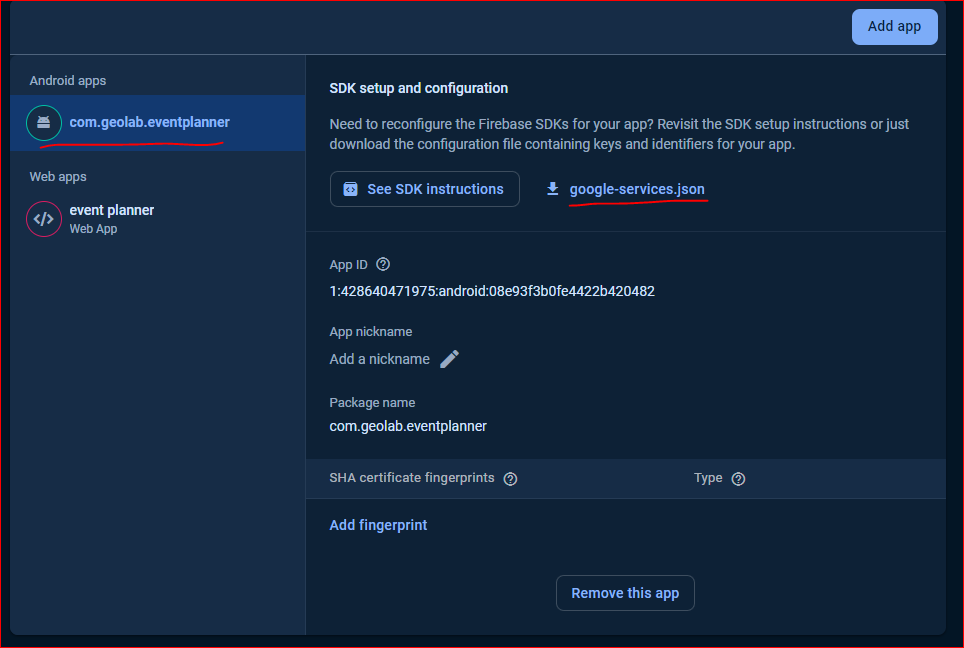 Add app
Android apps
com.geolab.eventplanner
Web apps
event planner
Web App
SDK setup and configuration
Need to reconfigure the Firebase SDKs for your app? Revisit the SDK setup instructions or just
download the configuration file containing keys and identifiers for your app.
See SDK instructions
google-services.json
App ID
1:428640471975:android:08e93f3b0fe4422b420482
App nickname
Add a nickname
Package name
com.geolab.eventplanner
SHA certificate fingerprints
Type
Add fingerprint
Remove this app